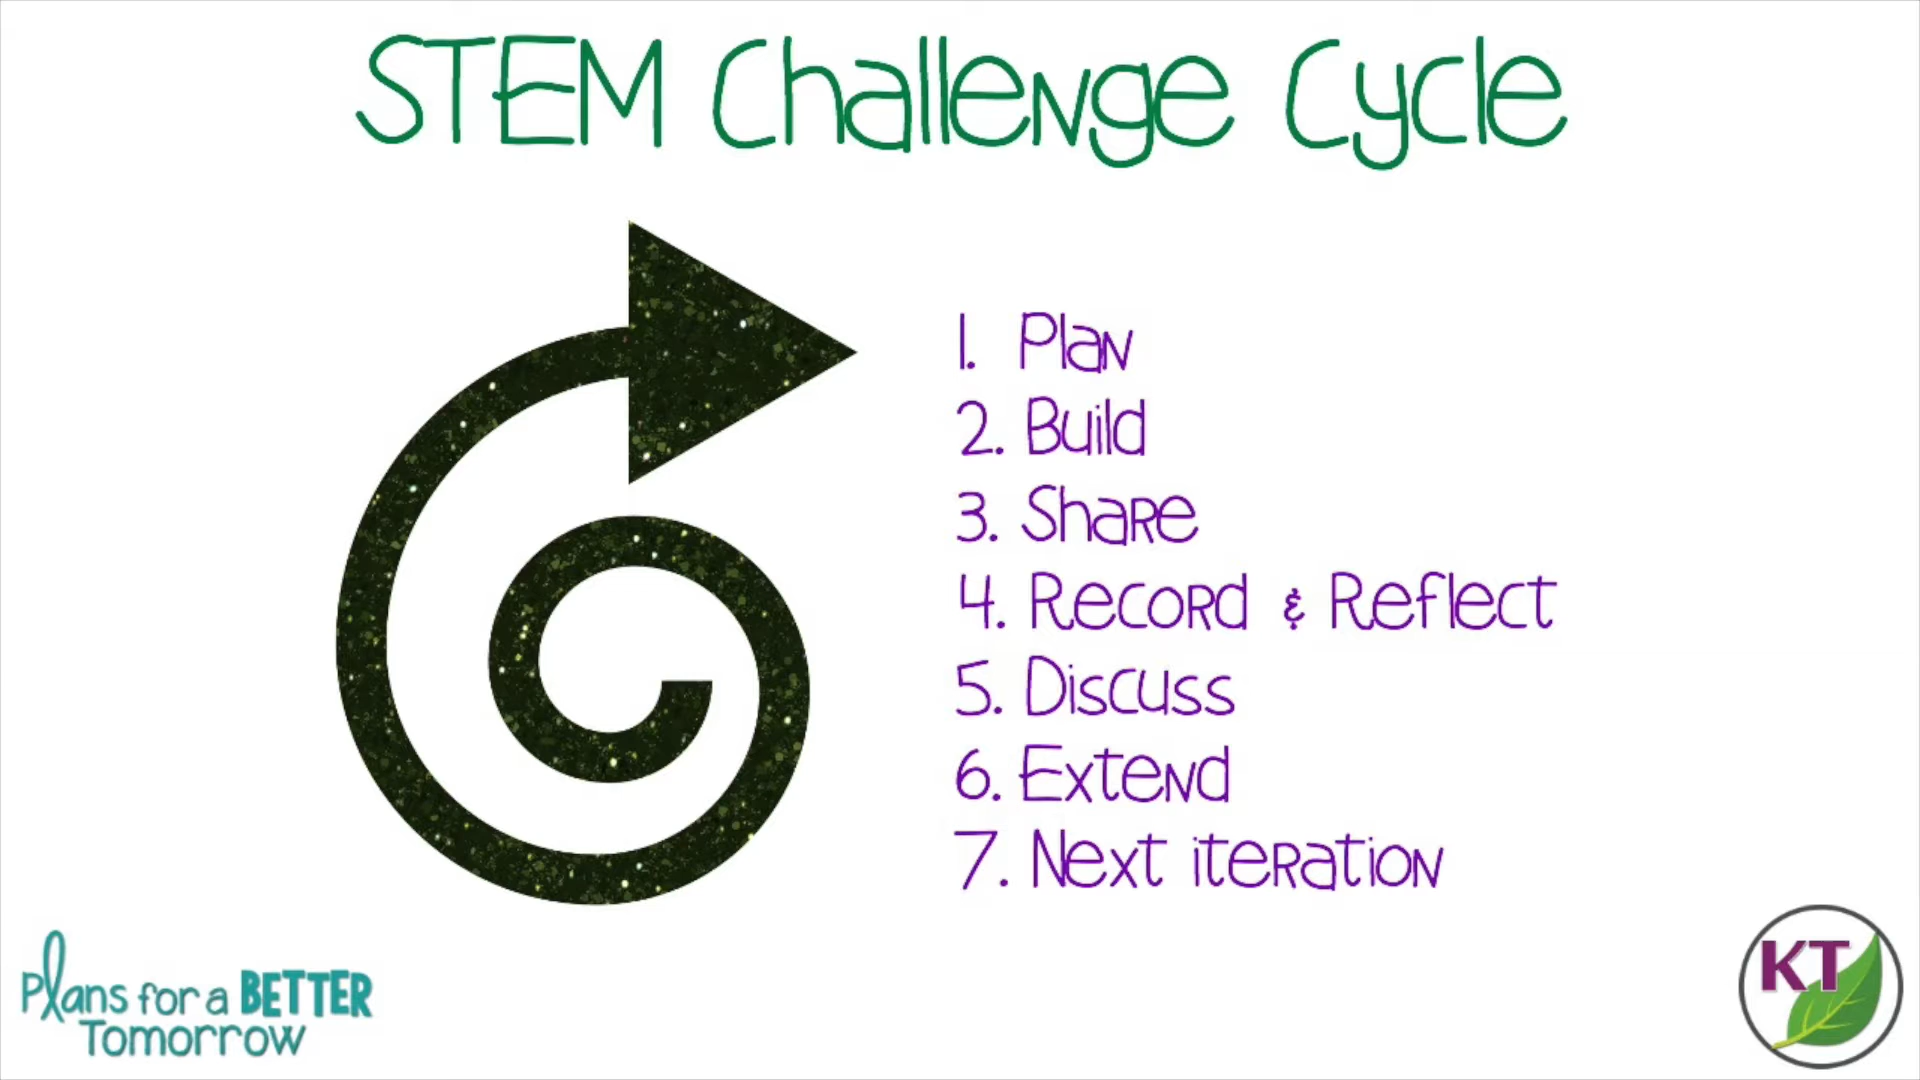 STEM Challenge Cycle
1. Plan
2. Build
3. Share
4. Record & Reflect
5. Discuss
6. Extend
7. Next iteration
Plans for a BETTER
Tomorrow
KT